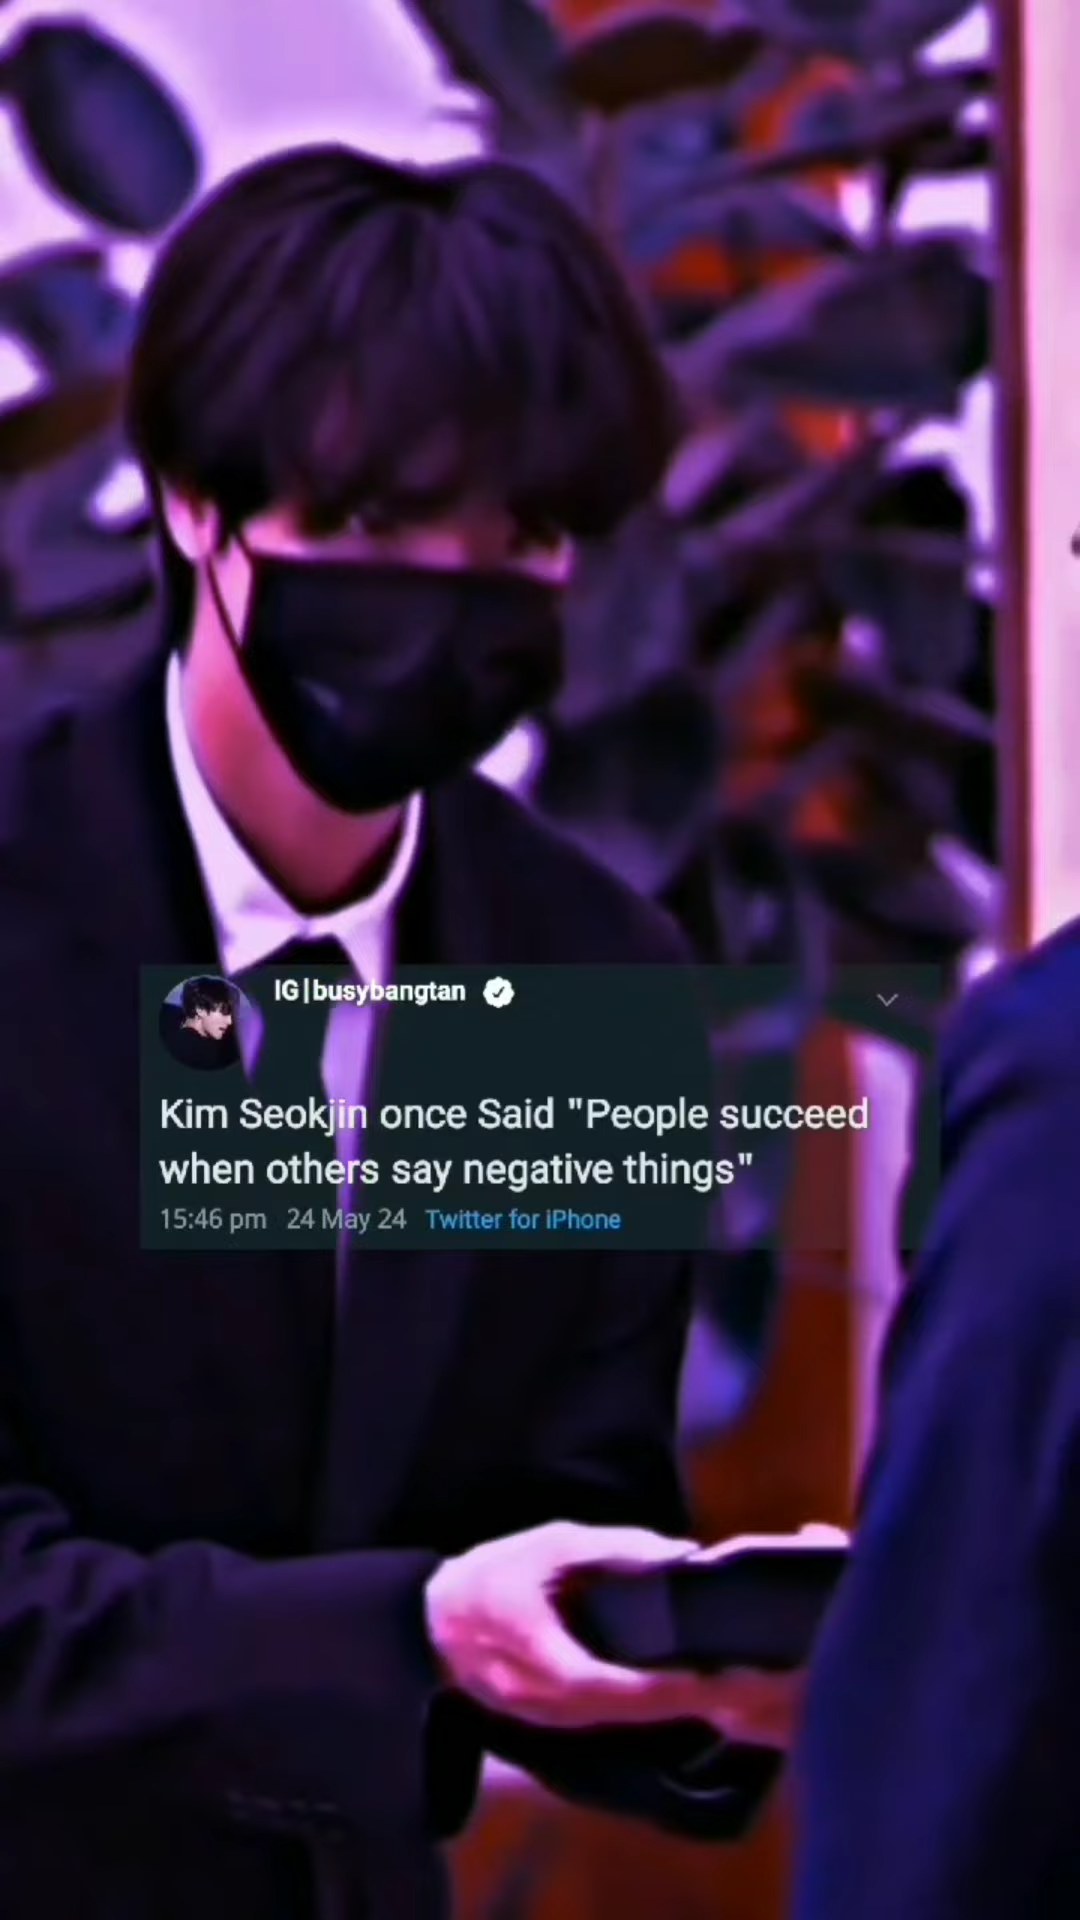 IG|busybangtan
Kim Seokjin once Said "People succeed
when others say negative things"
15:46 pm 24 May 24 Twitter for iPhone